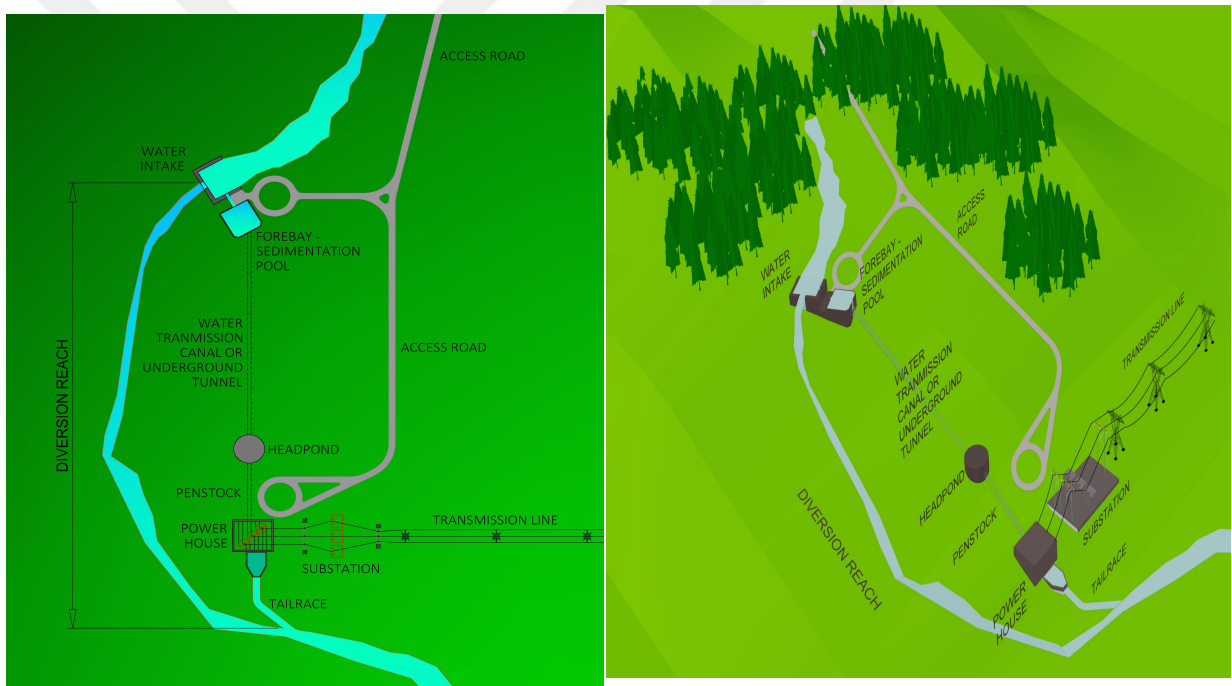 ACCESS ROAD
WATER
INTAKE
FOREBAY -
SEDIMENTATION
POOL
WATER
TRANMISSION
CANAL OR
UNDERGROUND
TUNNEL
ACCESS ROAD
DIVERSION REACH
HEADPOND
PENSTOCK
POWER
HOUSE
TRANSMISSION LINE
SUBSTATION
TAILRACE
ACCESS
ROAD
WATER
INTAKE
FOREBAY -
SEDIMENTATION
POOL
TRANSMISSION LINE
WATER
TRANMISSION
CANAL OR
UNDERGROUND
TUNNEL
HEADPOND
SUBSTATION
PENSTOCK
DIVERSION REACH
TAILRACE
POWER
HOUSE